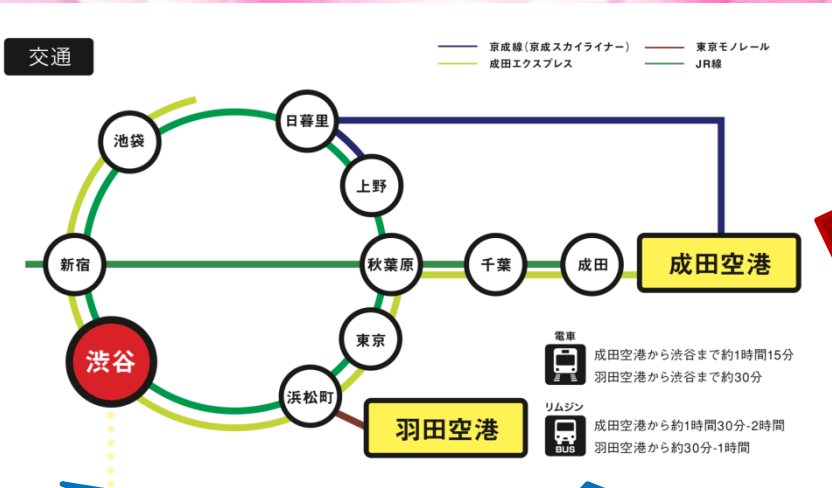 交通
京成線(京成スカイライナー)
東京モノレール
成田エクスプレス
JR線
日暮里
池袋
上野
新宿
秋葉原
千葉
成田
成田空港
渋谷
東京
浜松町
羽田空港
電車
成田空港から渋谷まで約1時間15分
羽田空港から渋谷まで約30分
リムジン
BUS
成田空港から約1時間30分-2時間
羽田空港から約30分-1時間